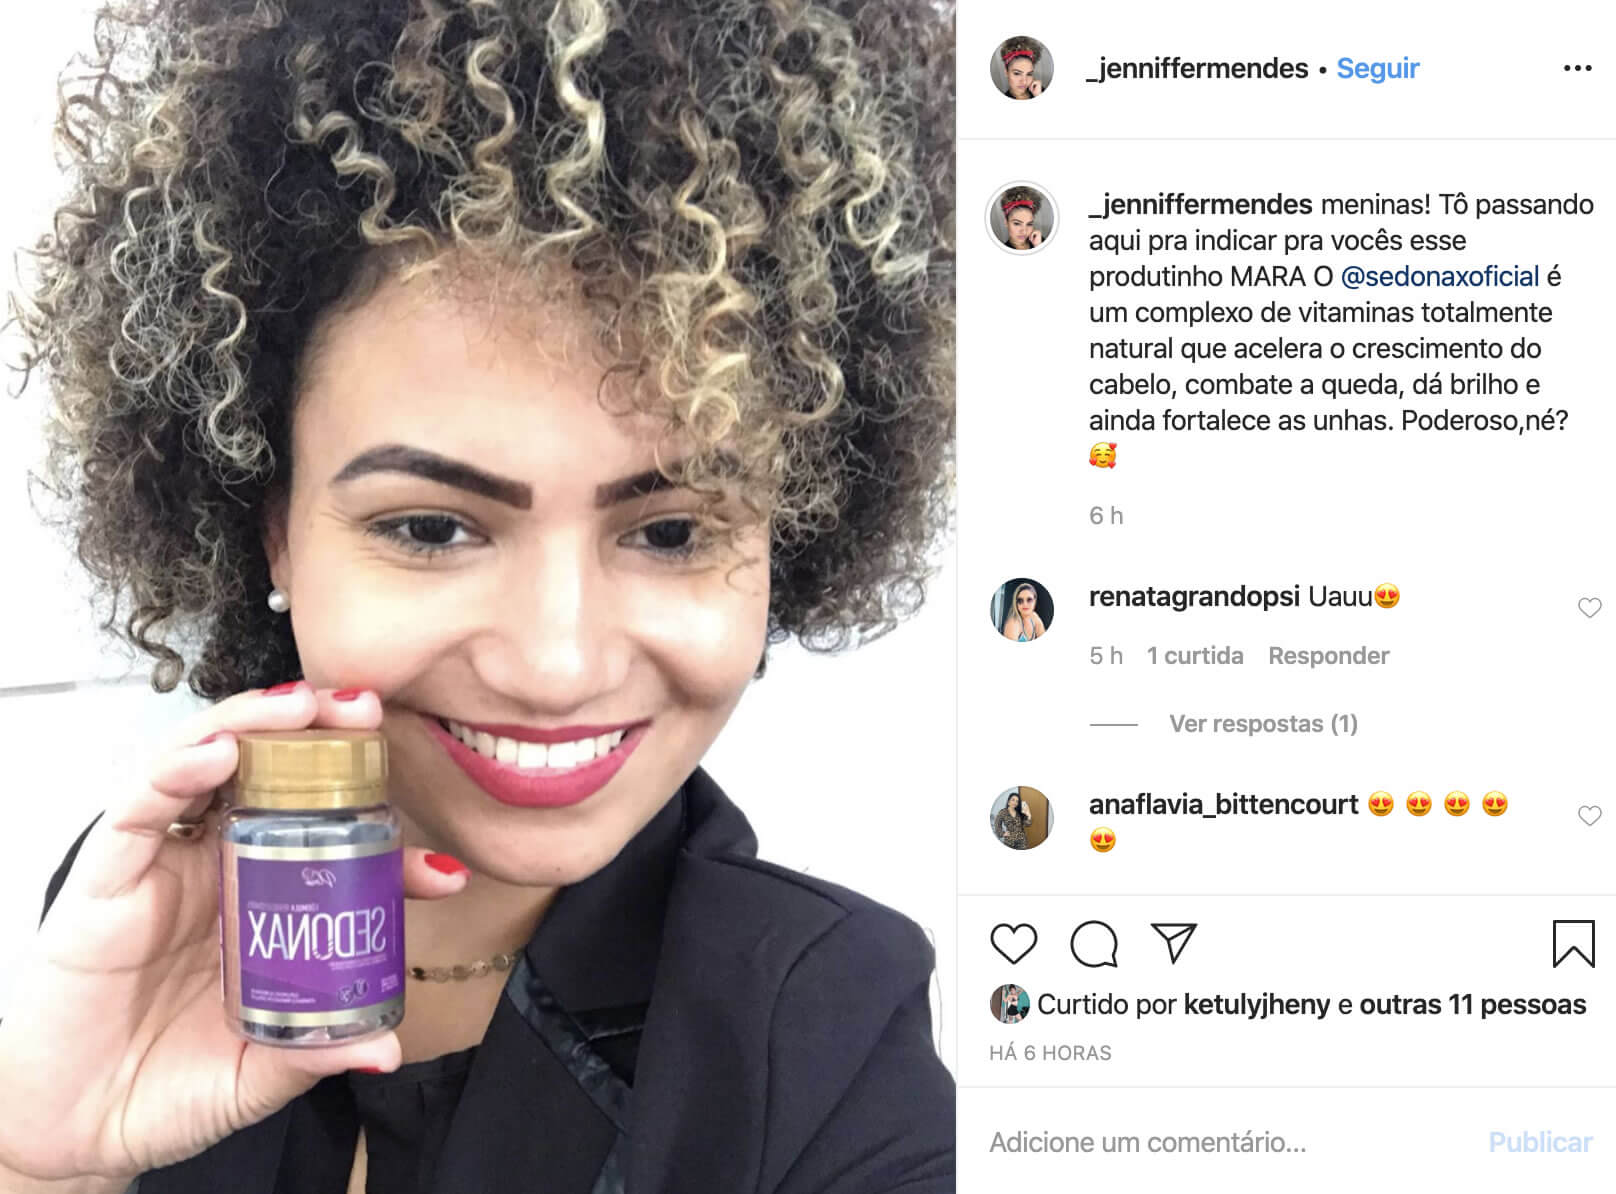 SEDONAX
_jenniffermendes • Seguir
_jenniffermendes meninas! Tô passando
aqui pra indicar pra vocês esse
produtinho MARA O @sedonaxoficial é
um complexo de vitaminas totalmente
natural que acelera o crescimento do
cabelo, combate a queda, dá brilho e
ainda fortalece as unhas. Poderoso,né?
🥰
6 h
renatagrandopsi Uauu😍
5 h 1 curtida Responder
Ver respostas (1)
anaflavia_bittencourt 😍 😍 😍 😍
😍
Curtido por ketulyjheny e outras 11 pessoas
HÁ 6 HORAS
Adicione um comentário... Publicar